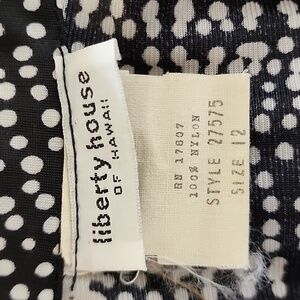 liberty house
OF HAWAII
RN 17807
100% NYLON
STYLE 27575
SIZE 12